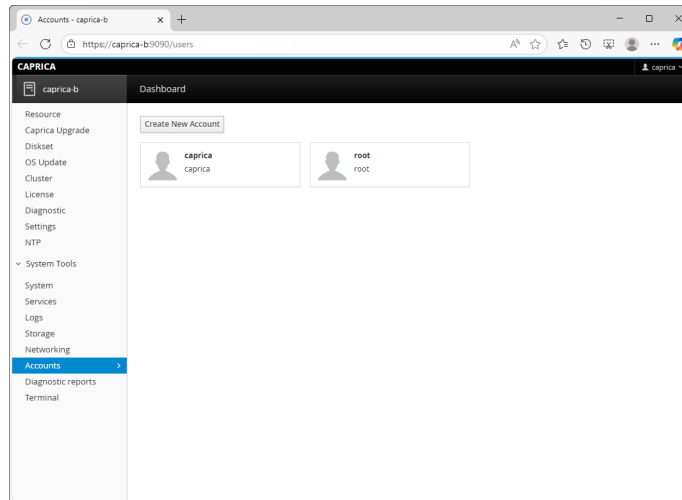 Accounts - caprica-b
https://caprica-b:9090/users
CAPRICA
caprica
caprica-b
Dashboard
Resource
Caprica Upgrade
Diskset
OS Update
Cluster
License
Diagnostic
Settings
NTP
System Tools
System
Services
Logs
Storage
Networking
Accounts
Diagnostic reports
Terminal
Create New Account
caprica
caprica
root
root